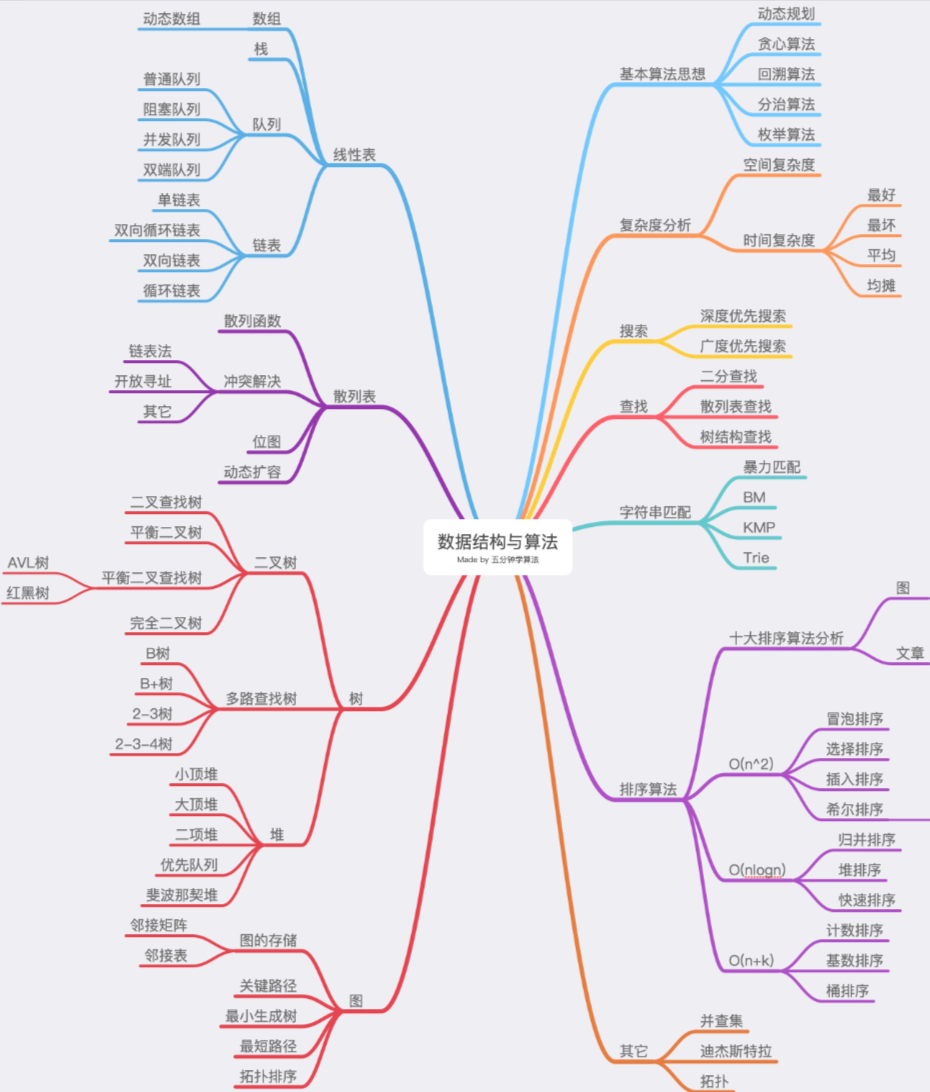 数据结构与算法
Made by 五分钟学算法
线性表
数组
动态数组
栈
队列
普通队列
阻塞队列
并发队列
双端队列
链表
单链表
双向循环链表
双向链表
循环链表
散列表
散列函数
冲突解决
链表法
开放寻址
其它
位图
动态扩容
树
二叉树
二叉查找树
平衡二叉树
平衡二叉查找树
AVL树
红黑树
完全二叉树
多路查找树
B树
B+树
2-3树
2-3-4树
堆
小顶堆
大顶堆
二项堆
优先队列
斐波那契堆
图
图的存储
邻接矩阵
邻接表
关键路径
最小生成树
最短路径
拓扑排序
基本算法思想
动态规划
贪心算法
回溯算法
分治算法
枚举算法
复杂度分析
空间复杂度
时间复杂度
最好
最坏
平均
均摊
搜索
深度优先搜索
广度优先搜索
查找
二分查找
散列表查找
树结构查找
字符串匹配
暴力匹配
BM
KMP
Trie
排序算法
十大排序算法分析
图
文章
O(n^2)
冒泡排序
选择排序
插入排序
希尔排序
O(nlogn)
归并排序
堆排序
快速排序
O(n+k)
计数排序
基数排序
桶排序
其它
并查集
迪杰斯特拉
拓扑